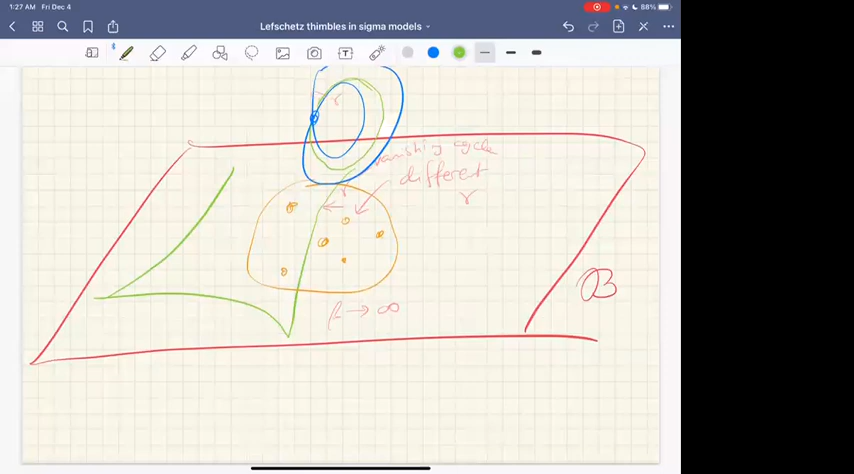 1:27 AM Fri Dec 4
88%
Lefschetz thimbles in sigma models
r
vanishing cycle
different
r
r
β → ∞
B